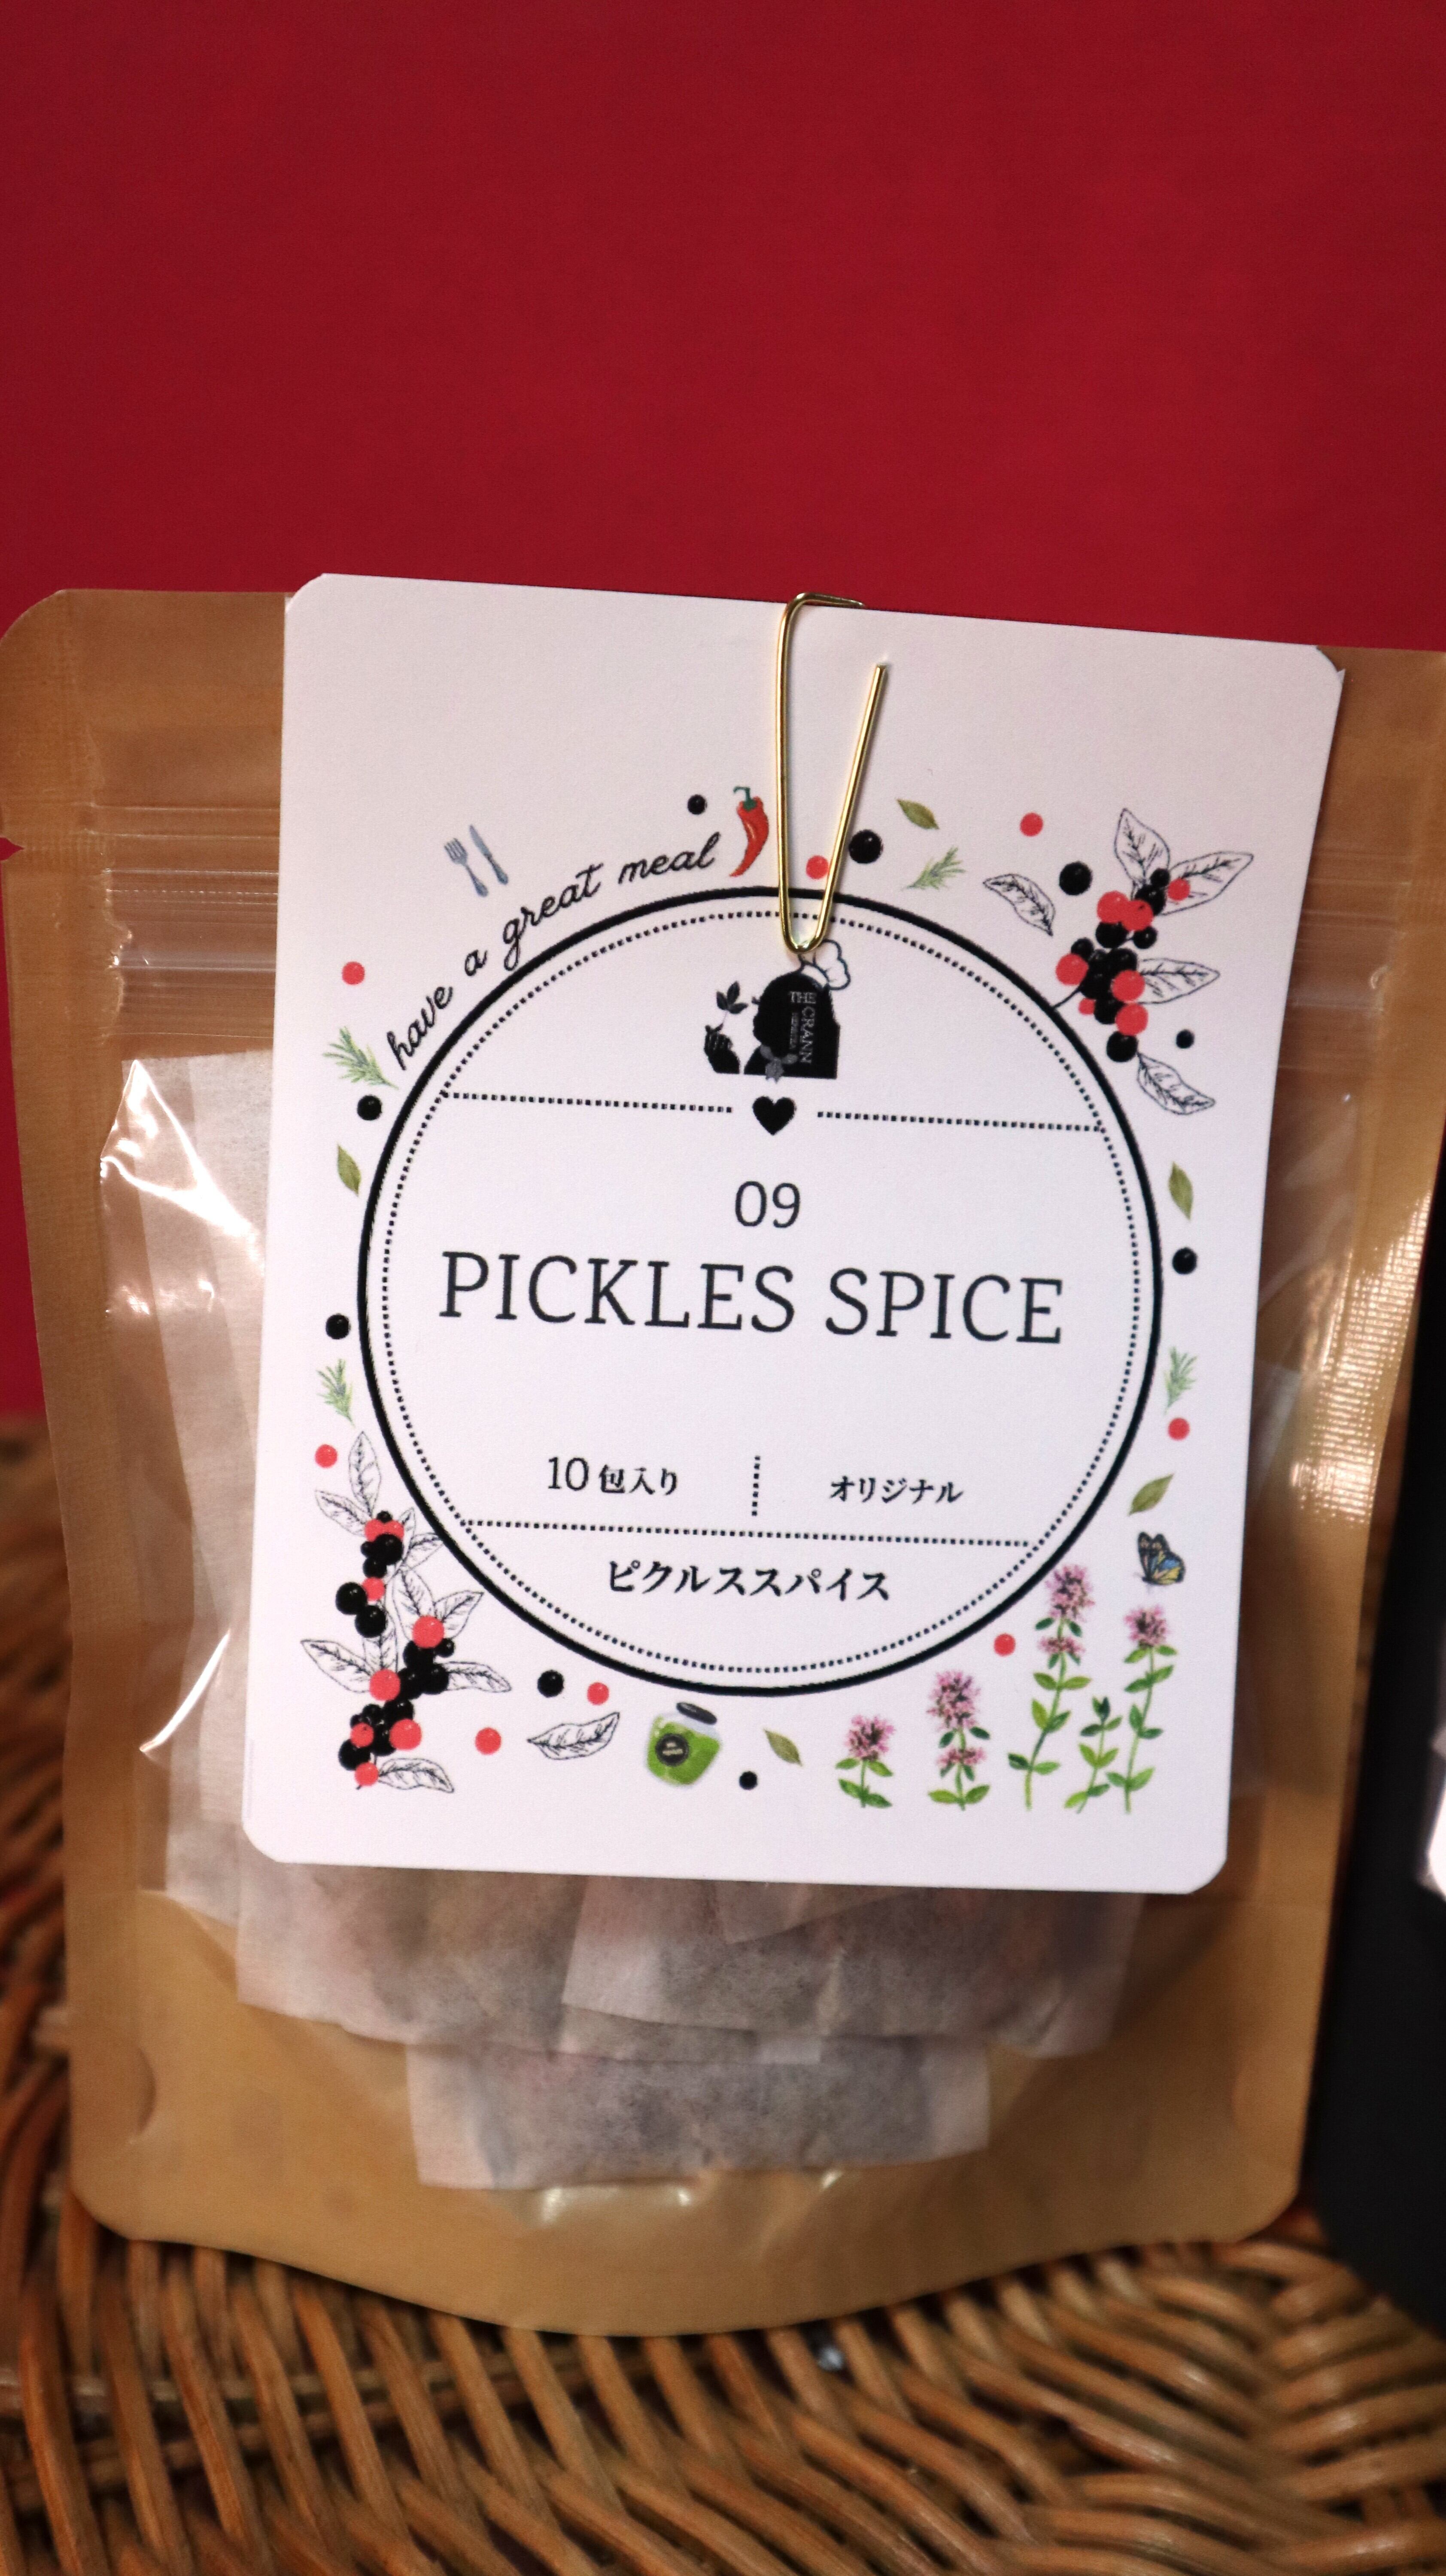 have a great meal
THE CRANN
09
PICKLES SPICE
10包入り
オリジナル
ピクルススパイス